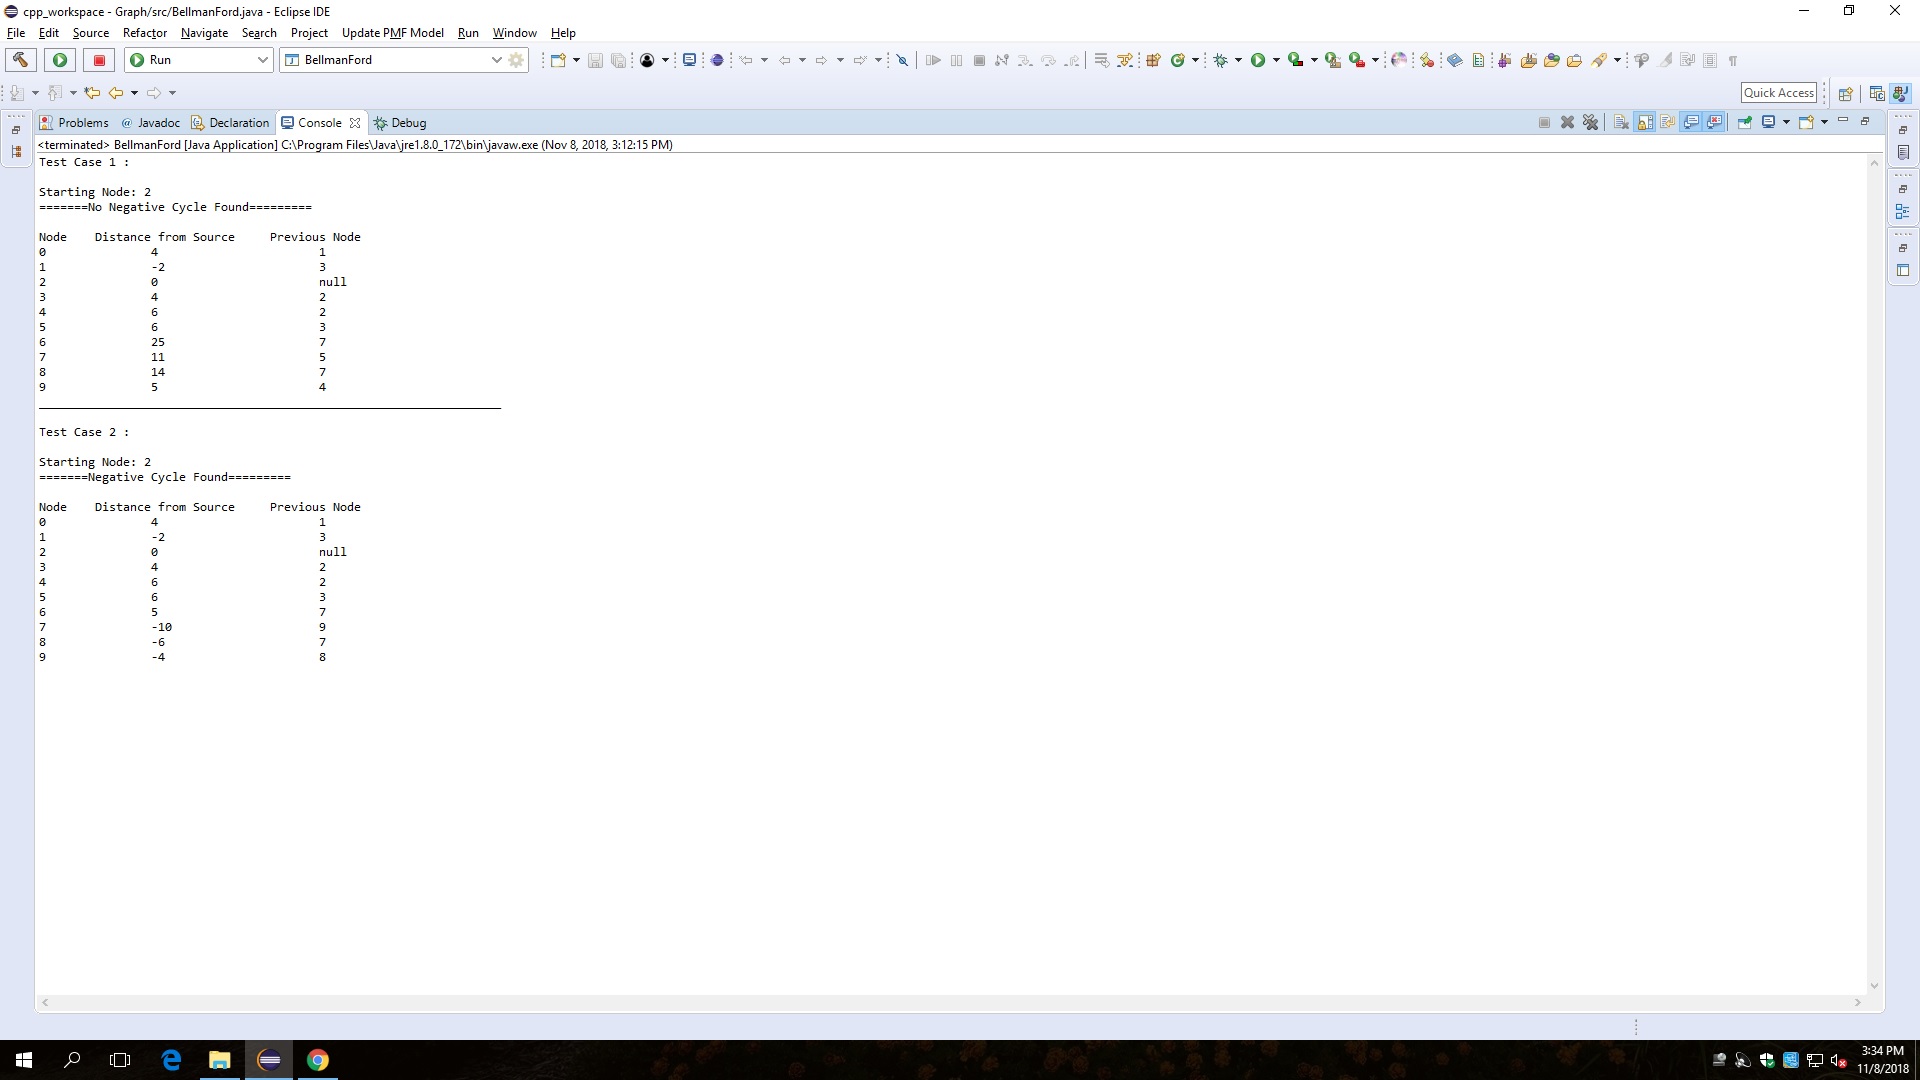 cpp_workspace - Graph/src/BellmanFord.java - Eclipse IDE
File Edit Source Refactor Navigate Search Project Update PMF Model Run Window Help
Run BellmanFord
Quick Access
Problems @ Javadoc Declaration Console Debug
<terminated> BellmanFord [Java Application] C:\Program Files\Java\jre1.8.0_172\bin\javaw.exe (Nov 8, 2018, 3:12:15 PM)
Test Case 1 :
Starting Node: 2
=======No Negative Cycle Found=========
Node    Distance from Source     Previous Node
0               4                       1
1               -2                      3
2               0                       null
3               4                       2
4               6                       2
5               6                       3
6               25                      7
7               11                      5
8               14                      7
9               5                       4
__________________________________________________________________
Test Case 2 :
Starting Node: 2
=======Negative Cycle Found=========
Node    Distance from Source     Previous Node
0               4                       1
1               -2                      3
2               0                       null
3               4                       2
4               6                       2
5               6                       3
6               5                       7
7               -10                     9
8               -6                      7
9               -4                      8
3:34 PM
11/8/2018